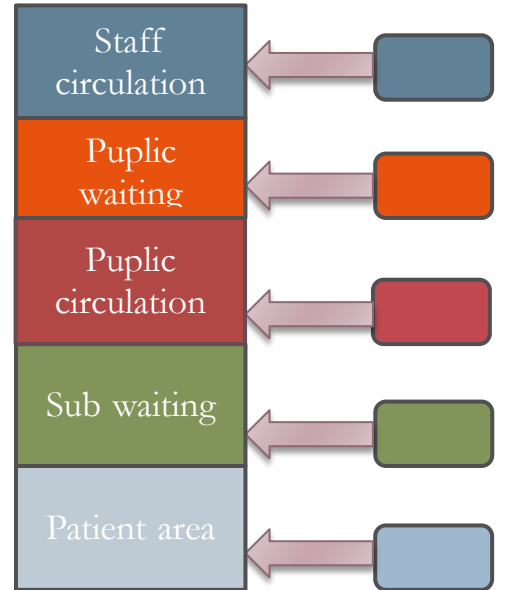 Staff
circulation
Puplic
waiting
Puplic
circulation
Sub waiting
Patient area